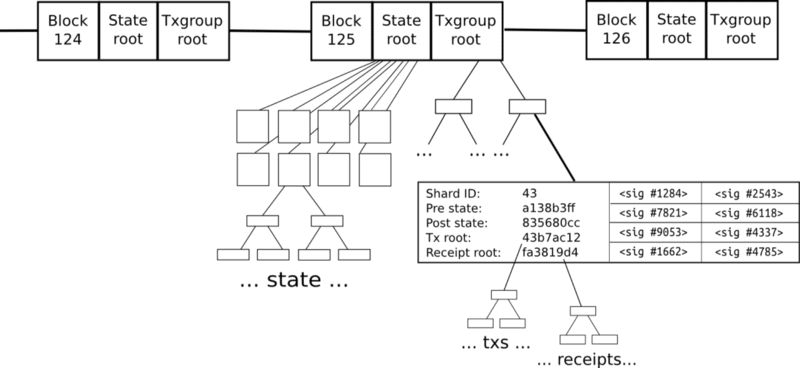 Block 124
State root
Txgroup root
Block 125
State root
Txgroup root
Block 126
State root
Txgroup root
...
... ...
Shard ID: 43
Pre state: a138b3ff
Post state: 835680cc
Tx root: 43b7ac12
Receipt root: fa3819d4
<sig #1284> <sig #2543>
<sig #7821> <sig #6118>
<sig #9053> <sig #4337>
<sig #1662> <sig #4785>
... state ...
... txs ...
... receipts...